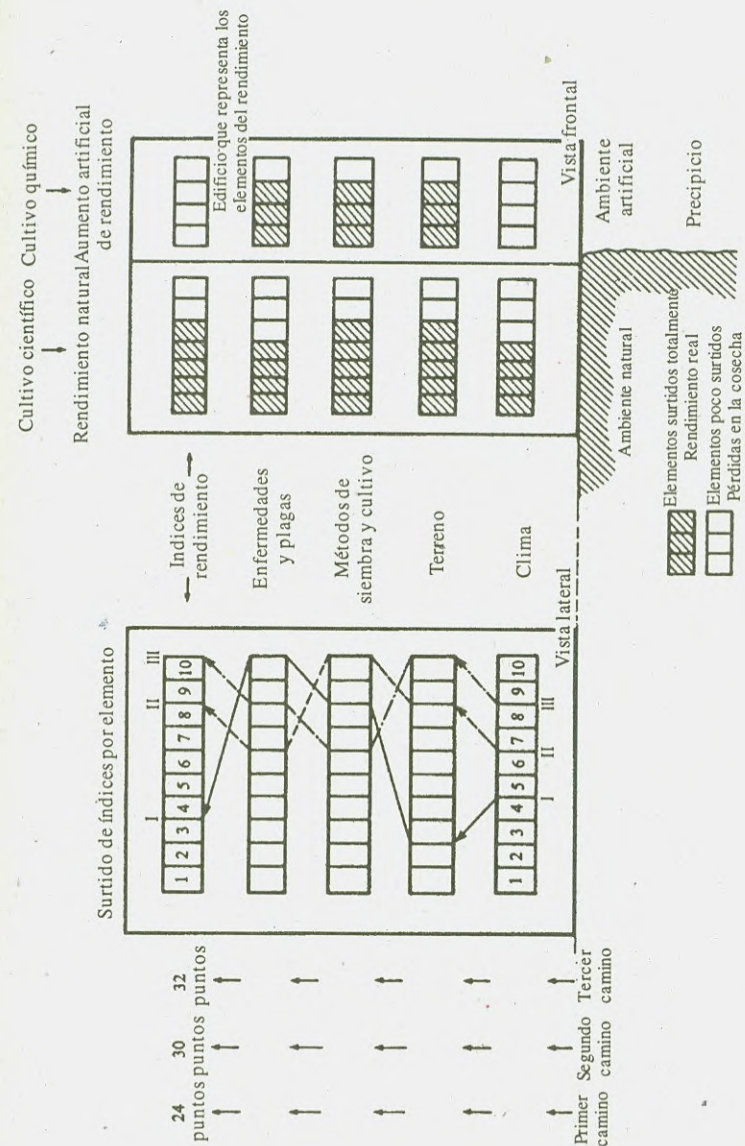 Cultivo científico Cultivo químico
Rendimiento natural Aumento artificial
de rendimiento
Edificio que representa los
elementos del rendimiento
Vista frontal
Surtido de índices por elemento
I II III
1 2 3 4 5 6 7 8 9 10
1 2 3 4 5 6 7 8 9 10
I II III
Vista lateral
Indices de
rendimiento
Enfermedades
y plagas
Métodos de
siembra y cultivo
Terreno
Clima
24 30 32
puntos puntos puntos
Primer Segundo Tercer
camino camino camino
Ambiente natural
Ambiente
artificial
Precipicio
Elementos surtidos totalmente
Rendimiento real
Elementos poco surtidos
Pérdidas en la cosecha